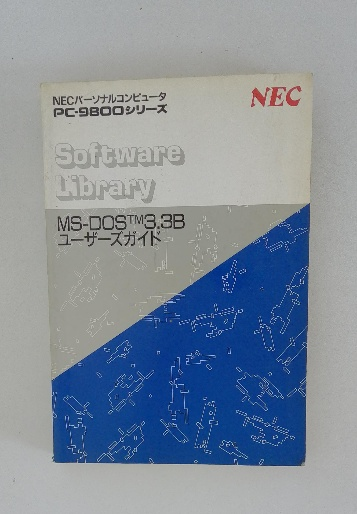 NECパーソナルコンピュータ
PC-9800シリーズ
NEC
Software
Library
MS-DOS™3.3B
ユーザーズガイド